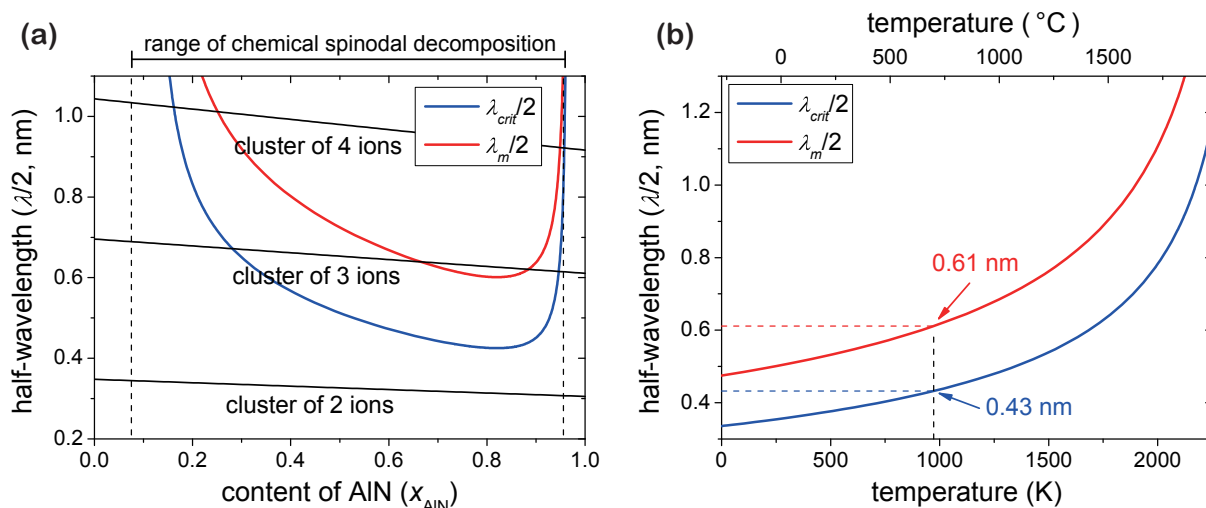 (a)
range of chemical spinodal decomposition
λcrit/2
λm/2
cluster of 4 ions
cluster of 3 ions
cluster of 2 ions
half-wavelength (λ/2, nm)
1.0
0.8
0.6
0.4
0.2
0.0 0.2 0.4 0.6 0.8 1.0
content of AlN (xAlN)
(b)
temperature (°C)
0 500 1000 1500
λcrit/2
λm/2
0.61 nm
0.43 nm
half-wavelength (λ/2, nm)
1.2
1.0
0.8
0.6
0.4
0 500 1000 1500 2000
temperature (K)